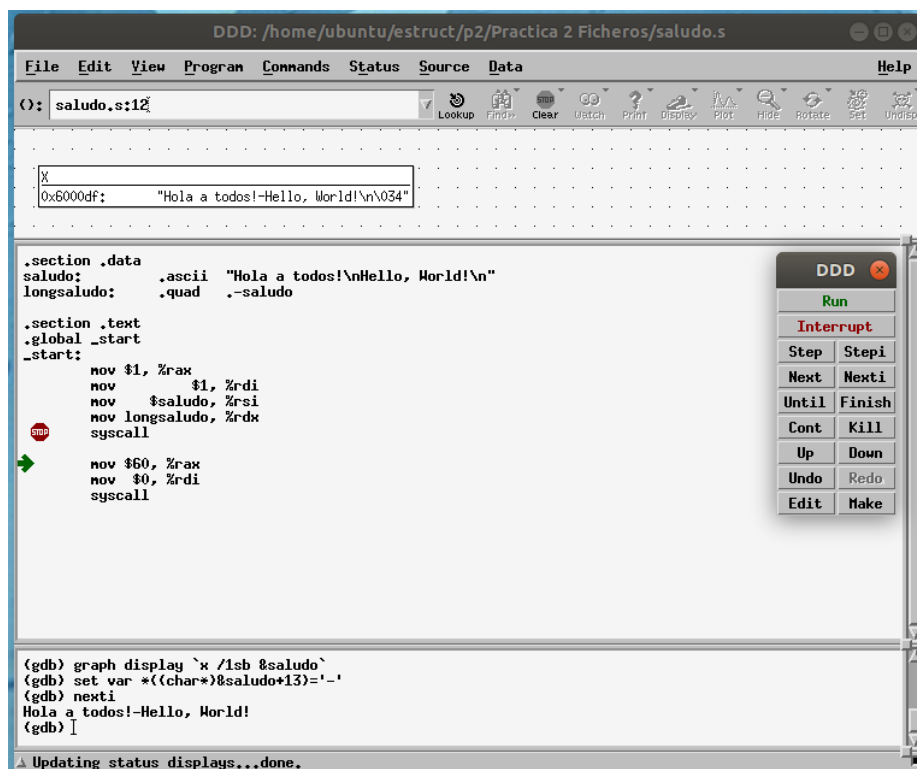 DDD: /home/ubuntu/estruct/p2/Practica 2 Ficheros/saludo.s
File Edit View Program Commands Status Source Data Help
(): saludo.s:12
Lookup Find» Clear Watch Print Display Plot Hide Rotate Set Undisp
STOP
X
0x6000df: "Hola a todos!-Hello, World!\n\034"
.section .data
saludo: .ascii "Hola a todos!\nHello, World!\n"
longsaludo: .quad .-saludo
.section .text
.global _start
_start:
mov $1, %rax
mov $1, %rdi
mov $saludo, %rsi
mov longsaludo, %rdx
STOP syscall
mov $60, %rax
mov $0, %rdi
syscall
DDD
Run
Interrupt
Step Stepi
Next Nexti
Until Finish
Cont Kill
Up Down
Undo Redo
Edit Make
(gdb) graph display `x /1sb &saludo`
(gdb) set var *((char*)&saludo+13)='-'
(gdb) nexti
Hola a todos!-Hello, World!
(gdb)
Updating status displays...done.